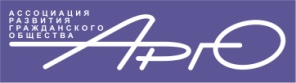 АССОЦИАЦИЯ
РАЗВИТИЯ
ГРАЖДАНСКОГО
ОБЩЕСТВА
АРГО